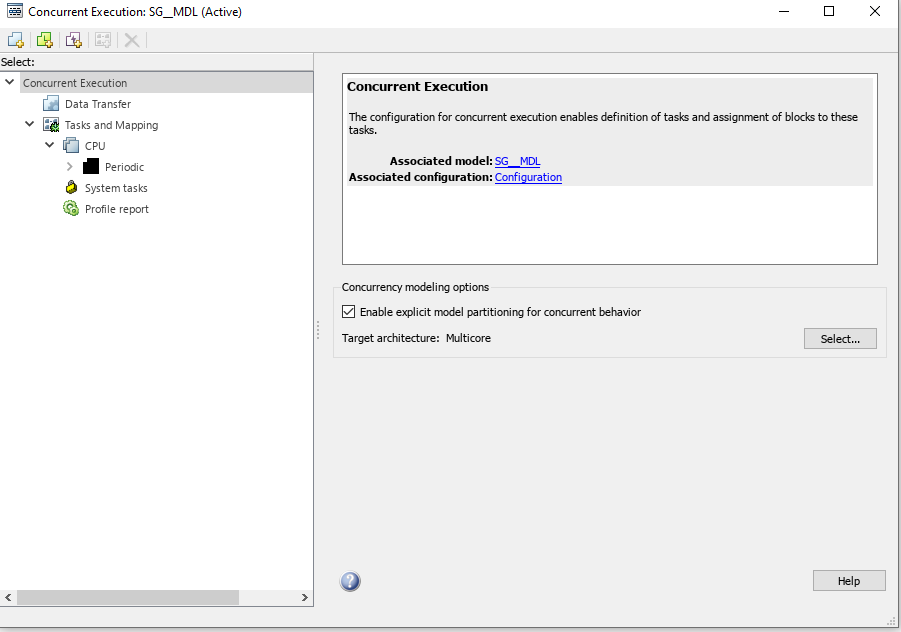 Concurrent Execution: SG__MDL (Active)
Select:
Concurrent Execution
Data Transfer
Tasks and Mapping
CPU
Periodic
System tasks
Profile report
Concurrent Execution
The configuration for concurrent execution enables definition of tasks and assignment of blocks to these
tasks.
Associated model: SG__MDL
Associated configuration: Configuration
Concurrency modeling options
Enable explicit model partitioning for concurrent behavior
Target architecture: Multicore
Select...
?
Help